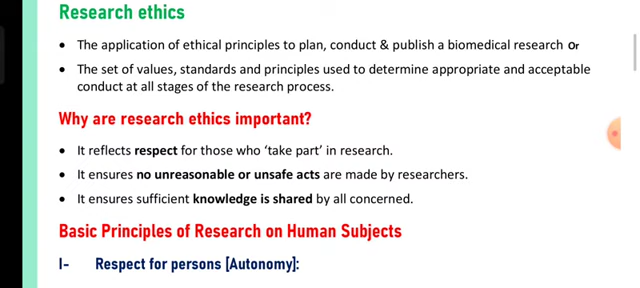 Research ethics
• The application of ethical principles to plan, conduct & publish a biomedical research Or
• The set of values, standards and principles used to determine appropriate and acceptable
conduct at all stages of the research process.
Why are research ethics important?
• It reflects respect for those who ‘take part’ in research.
• It ensures no unreasonable or unsafe acts are made by researchers.
• It ensures sufficient knowledge is shared by all concerned.
Basic Principles of Research on Human Subjects
I- Respect for persons [Autonomy]: